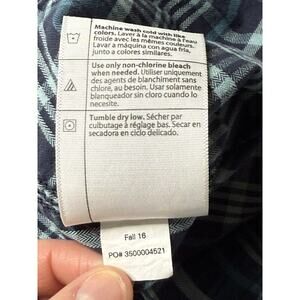 Machine wash cold with like
colors. Laver à la machine à l'eau
froide avec les mêmes couleurs.
Lavar a máquina con agua fria,
junto a colores similares.
Use only non-chlorine bleach
when needed. Utiliser uniquement
des agents de blanchiment sans
chlore, au besoin. Usar solamente
blanqueador sin cloro cuando lo
necesite.
Tumble dry low. Sécher par
culbutage à réglage bas. Secar en
secadora en ciclo delicado.
Fall 16
PO# 3500004521